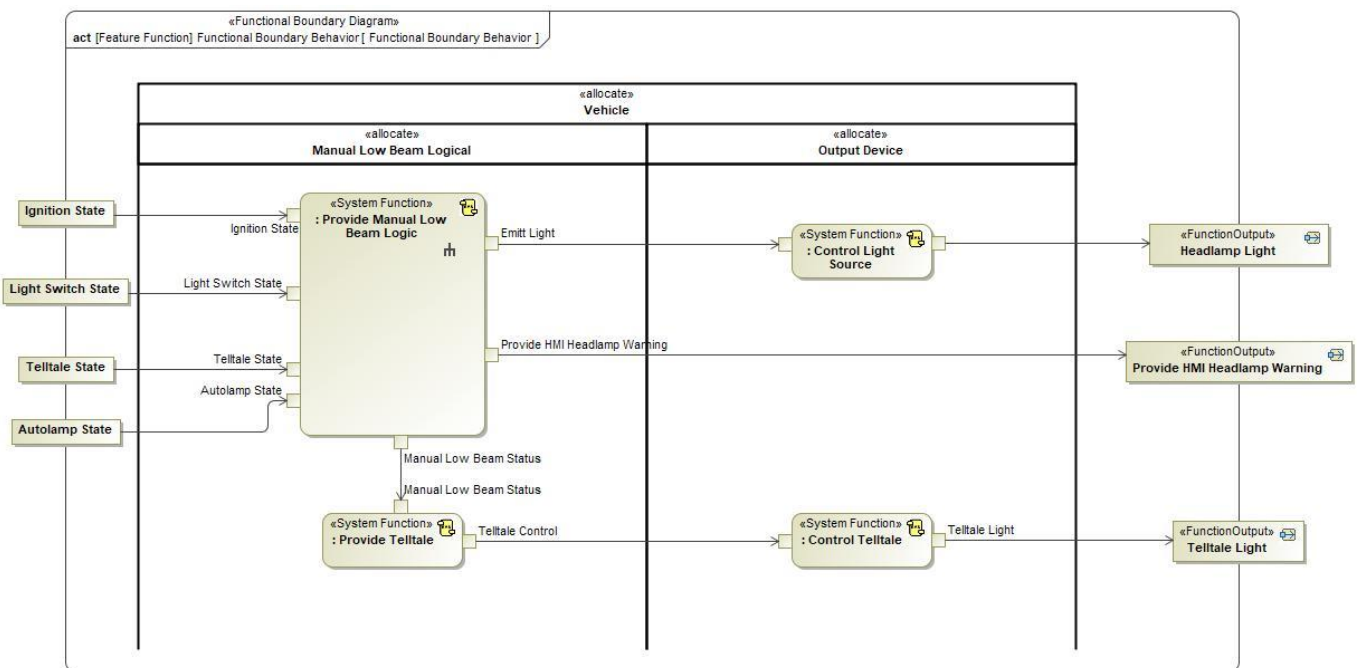 «Functional Boundary Diagram»
act [Feature Function] Functional Boundary Behavior [ Functional Boundary Behavior ]
«allocate»
Vehicle
«allocate»
Manual Low Beam Logical
«allocate»
Output Device
Ignition State
Light Switch State
Telltale State
Autolamp State
Ignition State
Light Switch State
Telltale State
Autolamp State
«System Function»
: Provide Manual Low
Beam Logic
Emitt Light
Provide HMI Headlamp Warning
Manual Low Beam Status
Manual Low Beam Status
«System Function»
: Provide Telltale
Telltale Control
«System Function»
: Control Light
Source
«System Function»
: Control Telltale
Telltale Light
«FunctionOutput»
Headlamp Light
«FunctionOutput»
Provide HMI Headlamp Warning
«FunctionOutput»
Telltale Light